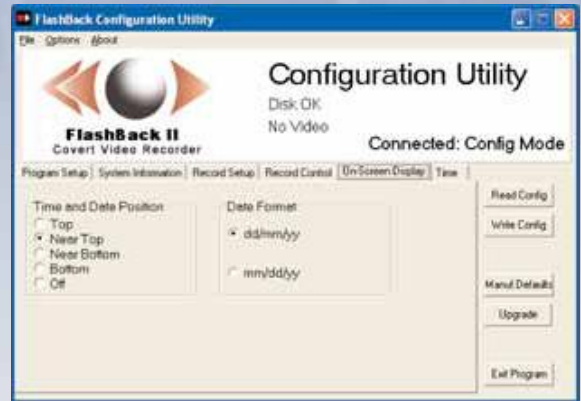 FlashBack Configuration Utility
File Options About
Configuration Utility
Disk OK
No Video
Connected: Config Mode
FlashBack II
Covert Video Recorder
Program Setup System Information Record Setup Record Control On Screen Display Time
Time and Date Position
Top
Near Top
Near Bottom
Bottom
Off
Date Format
dd/mm/yy
mm/dd/yy
Read Config
Write Config
Manuf Defaults
Upgrade
Exit Program